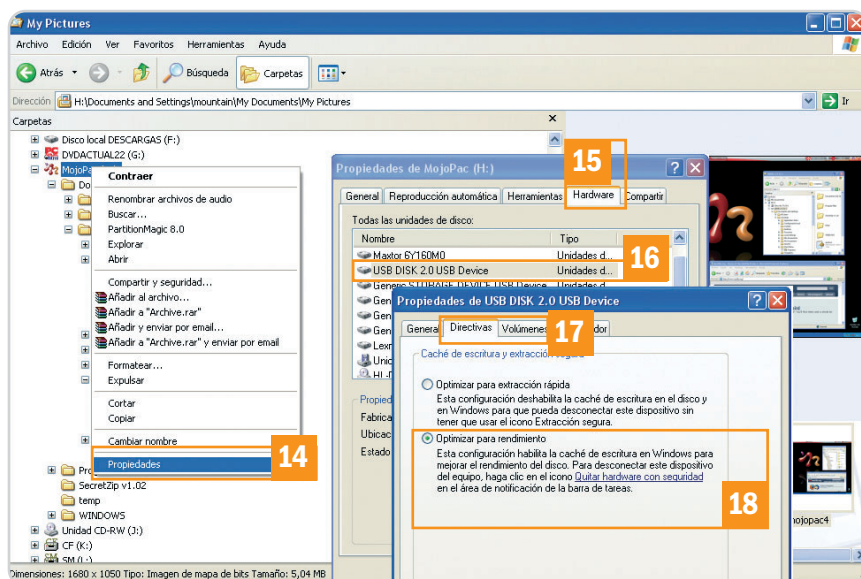 My Pictures
Archivo Edición Ver Favoritos Herramientas Ayuda
Atrás Búsqueda Carpetas
Dirección H:\Documents and Settings\mountain\My Documents\My Pictures Ir
Carpetas
Disco local DESCARGAS (F:)
DVDACTUAL22 (G:)
MojoPac
Contraer
Renombrar archivos de audio
Buscar...
PartitionMagic 8.0
Explorar
Abrir
Compartir y seguridad...
Añadir al archivo...
Añadir a "Archive.rar"
Añadir y enviar por email...
Añadir a "Archive.rar" y enviar por email
Formatear...
Expulsar
Cortar
Copiar
Cambiar nombre
Propiedades
14
SecretZip v1.02
temp
WINDOWS
Unidad CD-RW (J:)
CF (K:)
SM (L:)
Dimensiones: 1680 x 1050 Tipo: Imagen de mapa de bits Tamaño: 5,04 MB
15
Propiedades de MojoPac (H:)
General Reproducción automática Herramientas Hardware Compartir
Todas las unidades de disco:
Nombre Tipo
Maxtor 6Y160M0 Unidades d...
USB DISK 2.0 USB Device Unidades d...
16
Generic STORAGE DEVICE USB Device Unidades d...
Propiedades de USB DISK 2.0 USB Device
General Directivas Volúmenes
17
Caché de escritura y extracción segura
Optimizar para extracción rápida
Esta configuración deshabilita la caché de escritura en el disco y
en Windows para que pueda desconectar este dispositivo sin
tener que usar el icono Extracción segura.
Optimizar para rendimiento
Esta configuración habilita la caché de escritura en Windows para
mejorar el rendimiento del disco. Para desconectar este dispositivo
del equipo, haga clic en el icono Quitar hardware con seguridad
en el área de notificación de la barra de tareas.
18
mojopac4